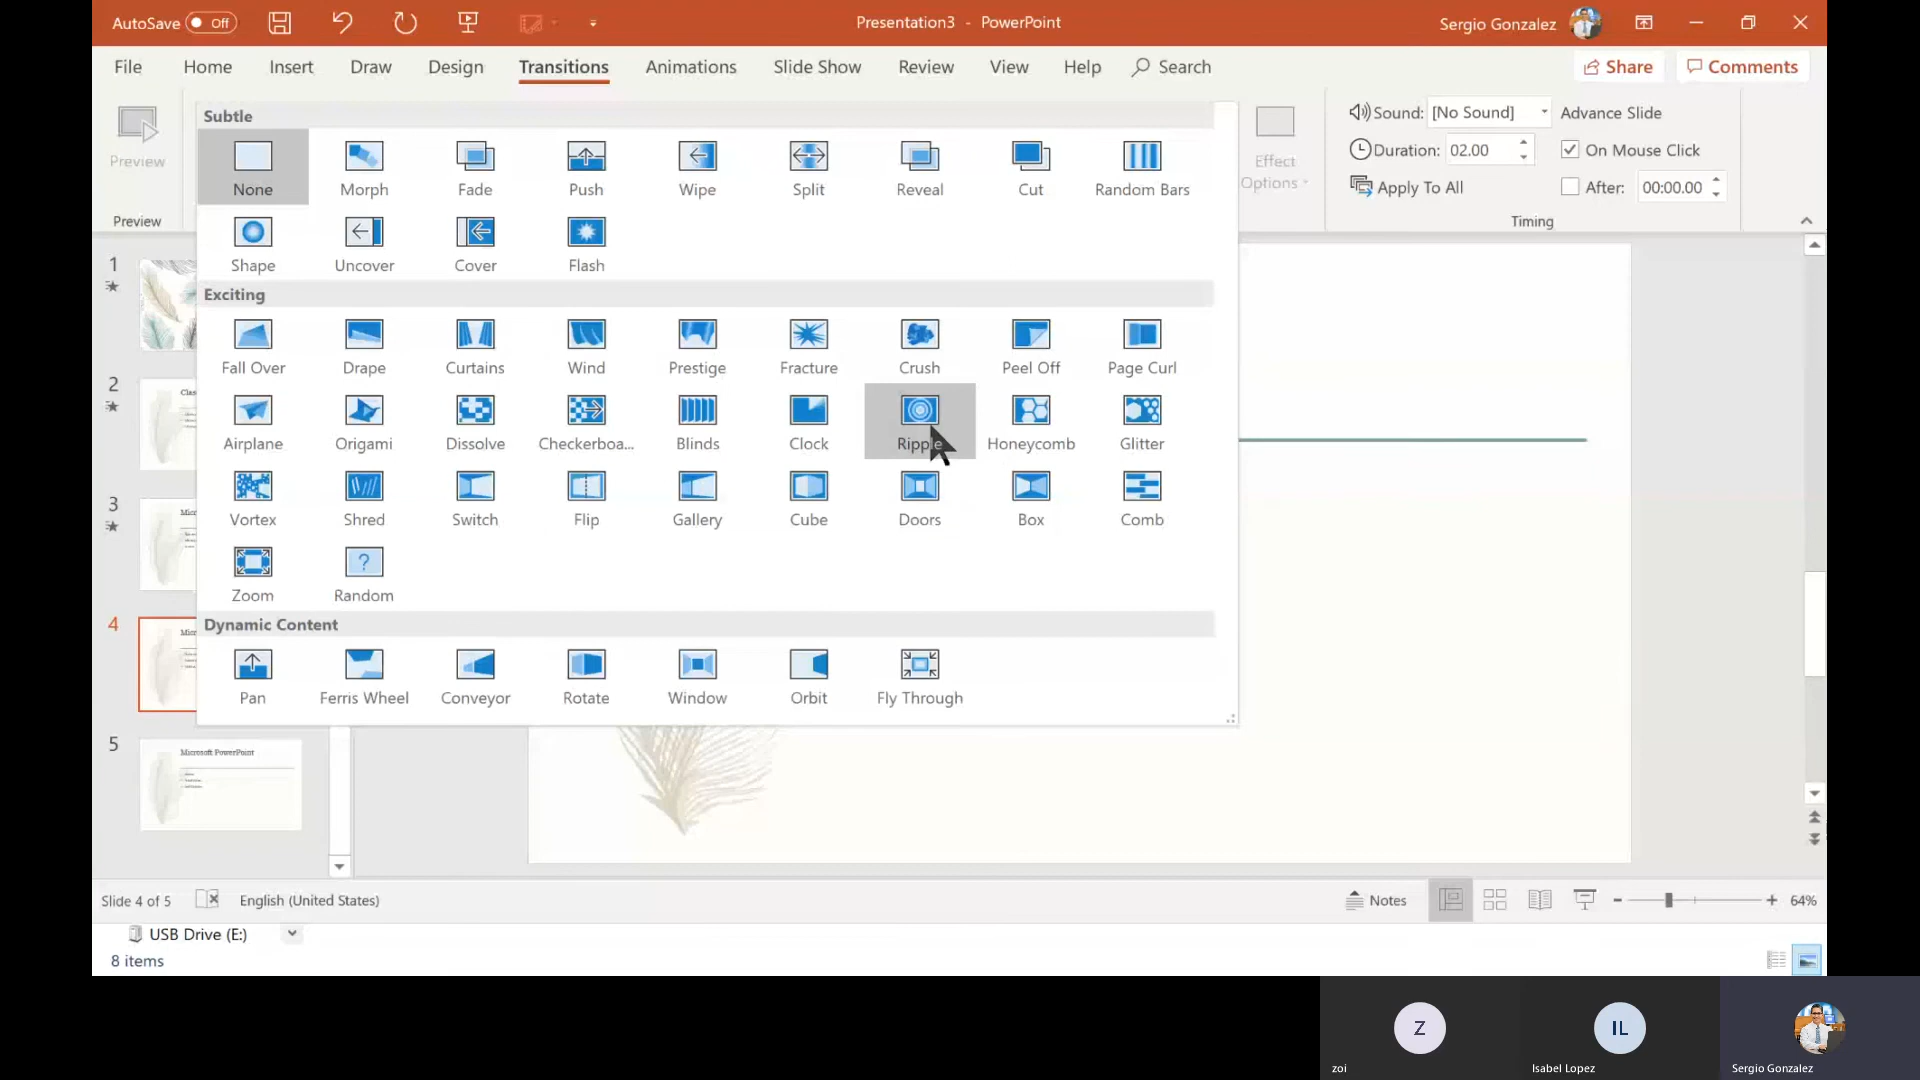 AutoSave Off
Presentation3 - PowerPoint
Sergio Gonzalez
File Home Insert Draw Design Transitions Animations Slide Show Review View Help Search
Share Comments
Preview
Preview
Subtle
None Morph Fade Push Wipe Split Reveal Cut Random Bars
Shape Uncover Cover Flash
Exciting
Fall Over Drape Curtains Wind Prestige Fracture Crush Peel Off Page Curl
Airplane Origami Dissolve Checkerboa... Blinds Clock Ripple Honeycomb Glitter
Vortex Shred Switch Flip Gallery Cube Doors Box Comb
Zoom Random
Dynamic Content
Pan Ferris Wheel Conveyor Rotate Window Orbit Fly Through
Effect
Options
Sound: [No Sound]
Duration: 02.00
Apply To All
Advance Slide
On Mouse Click
After: 00:00.00
Timing
1
2
3
4
5
Microsoft PowerPoint
Slide 4 of 5
English (United States)
Notes
64%
USB Drive (E:)
8 items
Z
zoi
IL
Isabel Lopez
Sergio Gonzalez